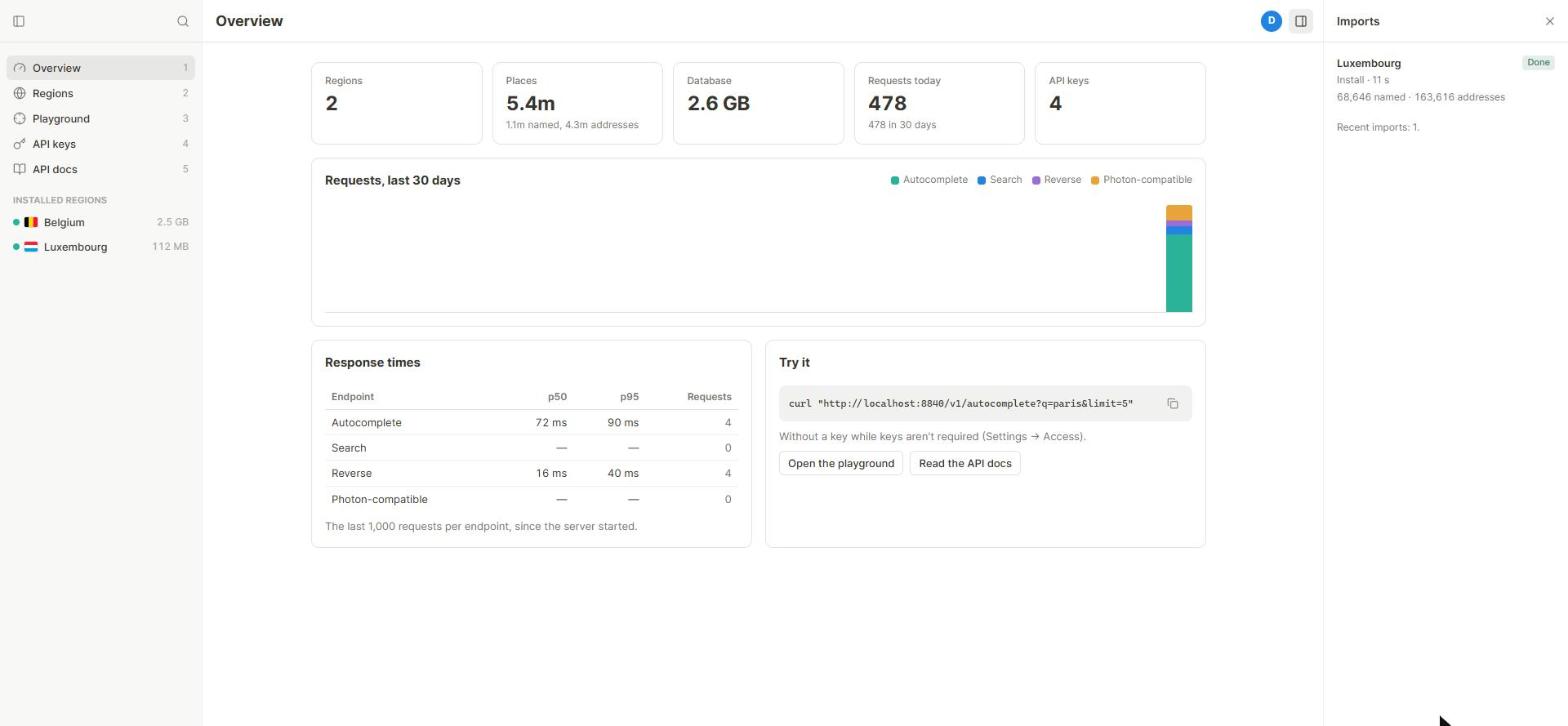 Overview
D
Imports
Overview 1
Regions 2
Playground 3
API keys 4
API docs 5
INSTALLED REGIONS
Belgium 2.5 GB
Luxembourg 112 MB
Regions
2
Places
5.4m
1.1m named, 4.3m addresses
Database
2.6 GB
Requests today
478
478 in 30 days
API keys
4
Requests, last 30 days
Autocomplete Search Reverse Photon-compatible
Response times
Endpoint p50 p95 Requests
Autocomplete 72 ms 90 ms 4
Search — — 0
Reverse 16 ms 40 ms 4
Photon-compatible — — 0
The last 1,000 requests per endpoint, since the server started.
Try it
curl "http://localhost:8840/v1/autocomplete?q=paris&limit=5"
Without a key while keys aren't required (Settings → Access).
Open the playground Read the API docs
Luxembourg Done
Install · 11 s
68,646 named · 163,616 addresses
Recent imports: 1.